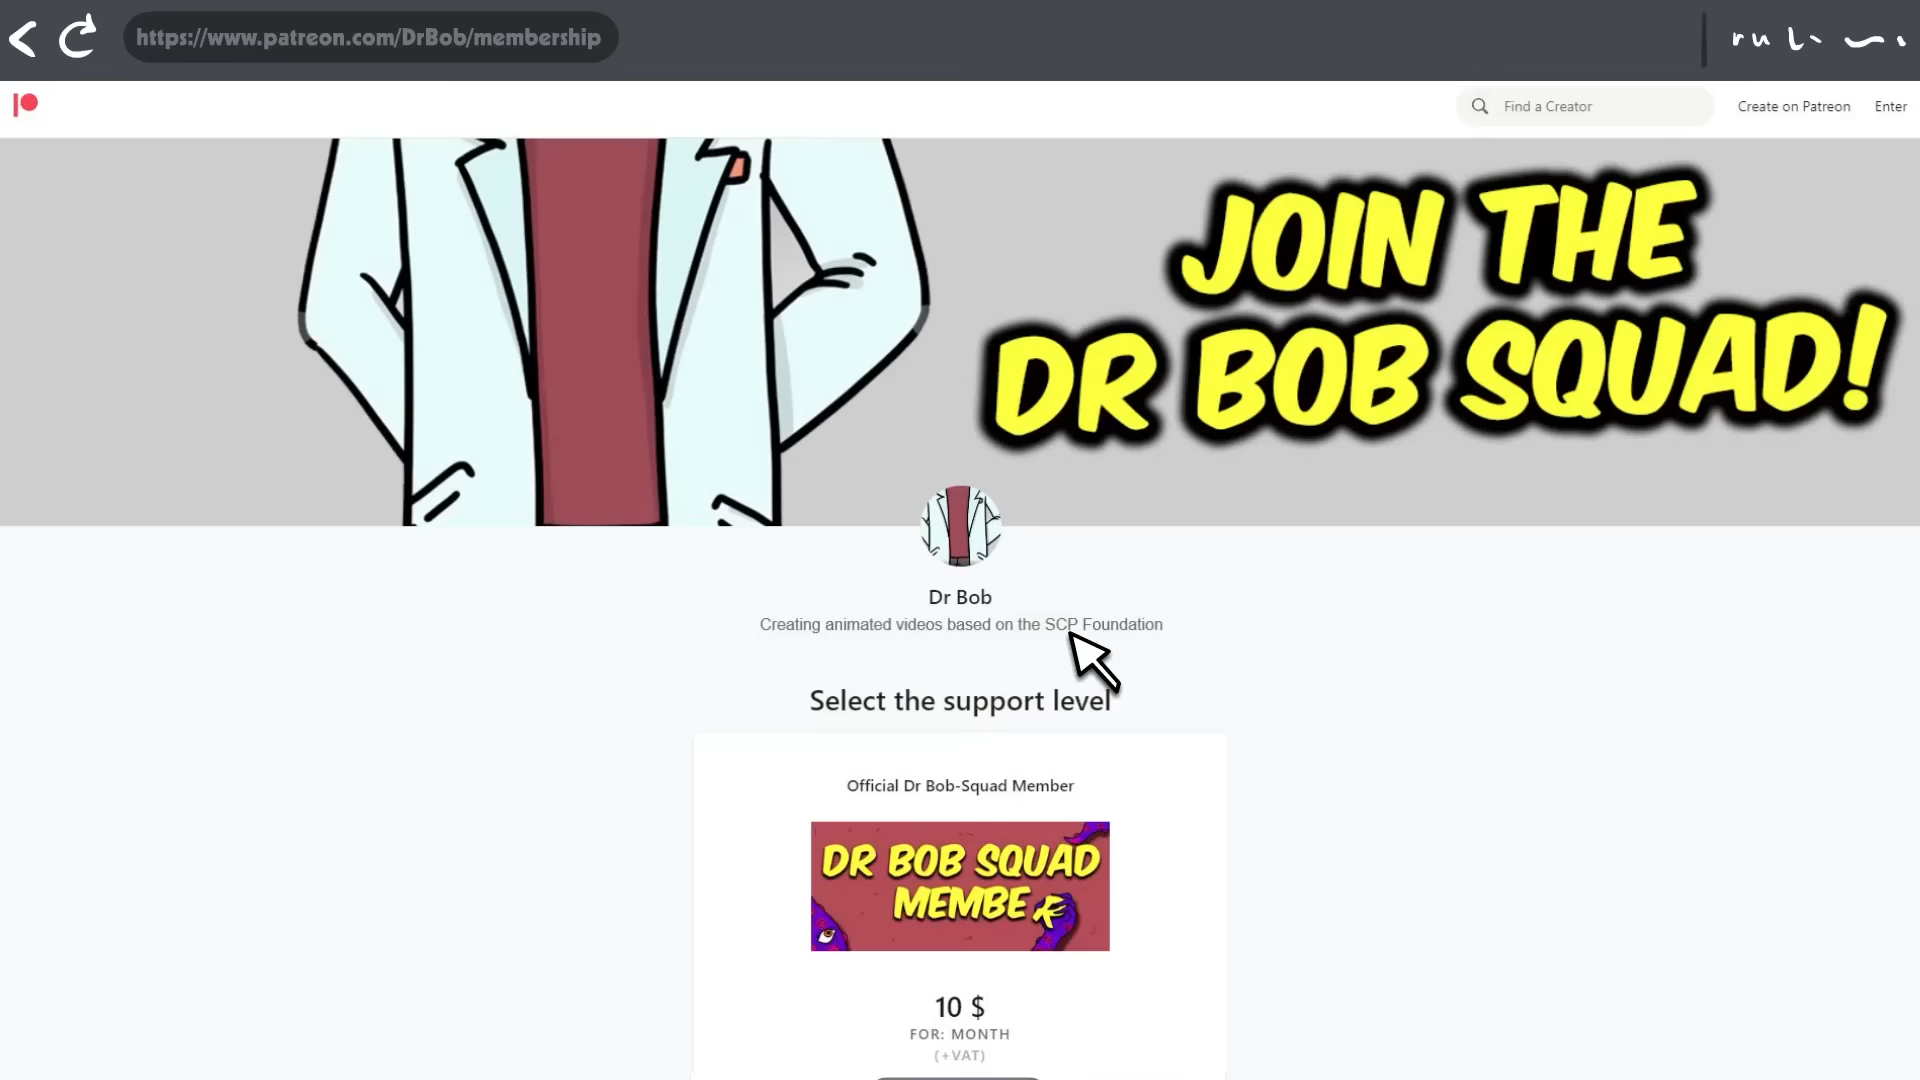 https://www.patreon.com/DrBob/membership
Find a Creator
Create on Patreon
Enter
JOIN THE
DR BOB SQUAD!
Dr Bob
Creating animated videos based on the SCP Foundation
Select the support level
Official Dr Bob-Squad Member
DR BOB SQUAD
MEMBER
10 $
FOR: MONTH
(+VAT)